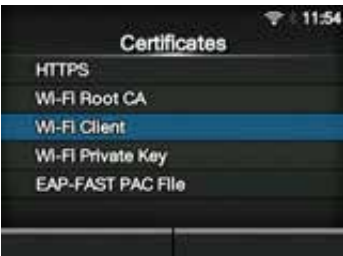 11:54
Certificates
HTTPS
Wi-Fi Root CA
Wi-Fi Client
Wi-Fi Private Key
EAP-FAST PAC File